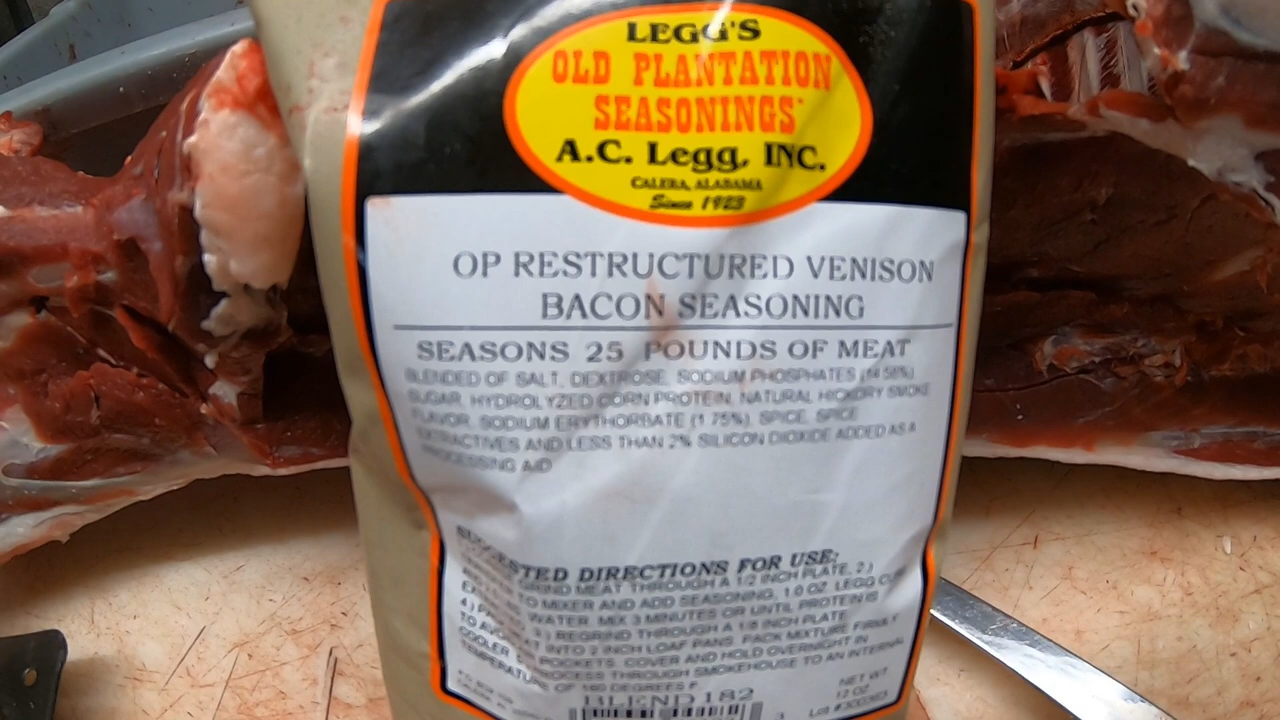 LEGG'S
OLD PLANTATION
SEASONINGS
A.C. Legg, INC.
CALERA, ALABAMA
Since 1923
OP RESTRUCTURED VENISON
BACON SEASONING
SEASONS 25 POUNDS OF MEAT
BLENDED OF SALT, DEXTROSE, SODIUM PHOSPHATES (14.56%),
SUGAR, HYDROLYZED CORN PROTEIN, NATURAL HICKORY SMOKE
FLAVOR, SODIUM ERYTHORBATE (1.75%), SPICE, SPICE
EXTRACTIVES AND LESS THAN 2% SILICON DIOXIDE ADDED AS A
PROCESSING AID
SUGGESTED DIRECTIONS FOR USE:
GRIND MEAT THROUGH A 1/2 INCH PLATE, 2.)
TO MIXER AND ADD SEASONING, 1.0 OZ. LEGG
WATER. MIX 3 MINUTES OR UNTIL PROTEIN IS
REGRIND THROUGH A 1/8 INCH PLATE
4.) INTO 2 INCH LOAF PANS. PACK MIXTURE FIRMLY
TO POCKETS. COVER AND HOLD OVERNIGHT IN
COOLER PROCESS THROUGH SMOKEHOUSE TO AN INTERNAL
TEMPERATURE OF DEGREES F
BLEND 182
NET WT
12 OZ